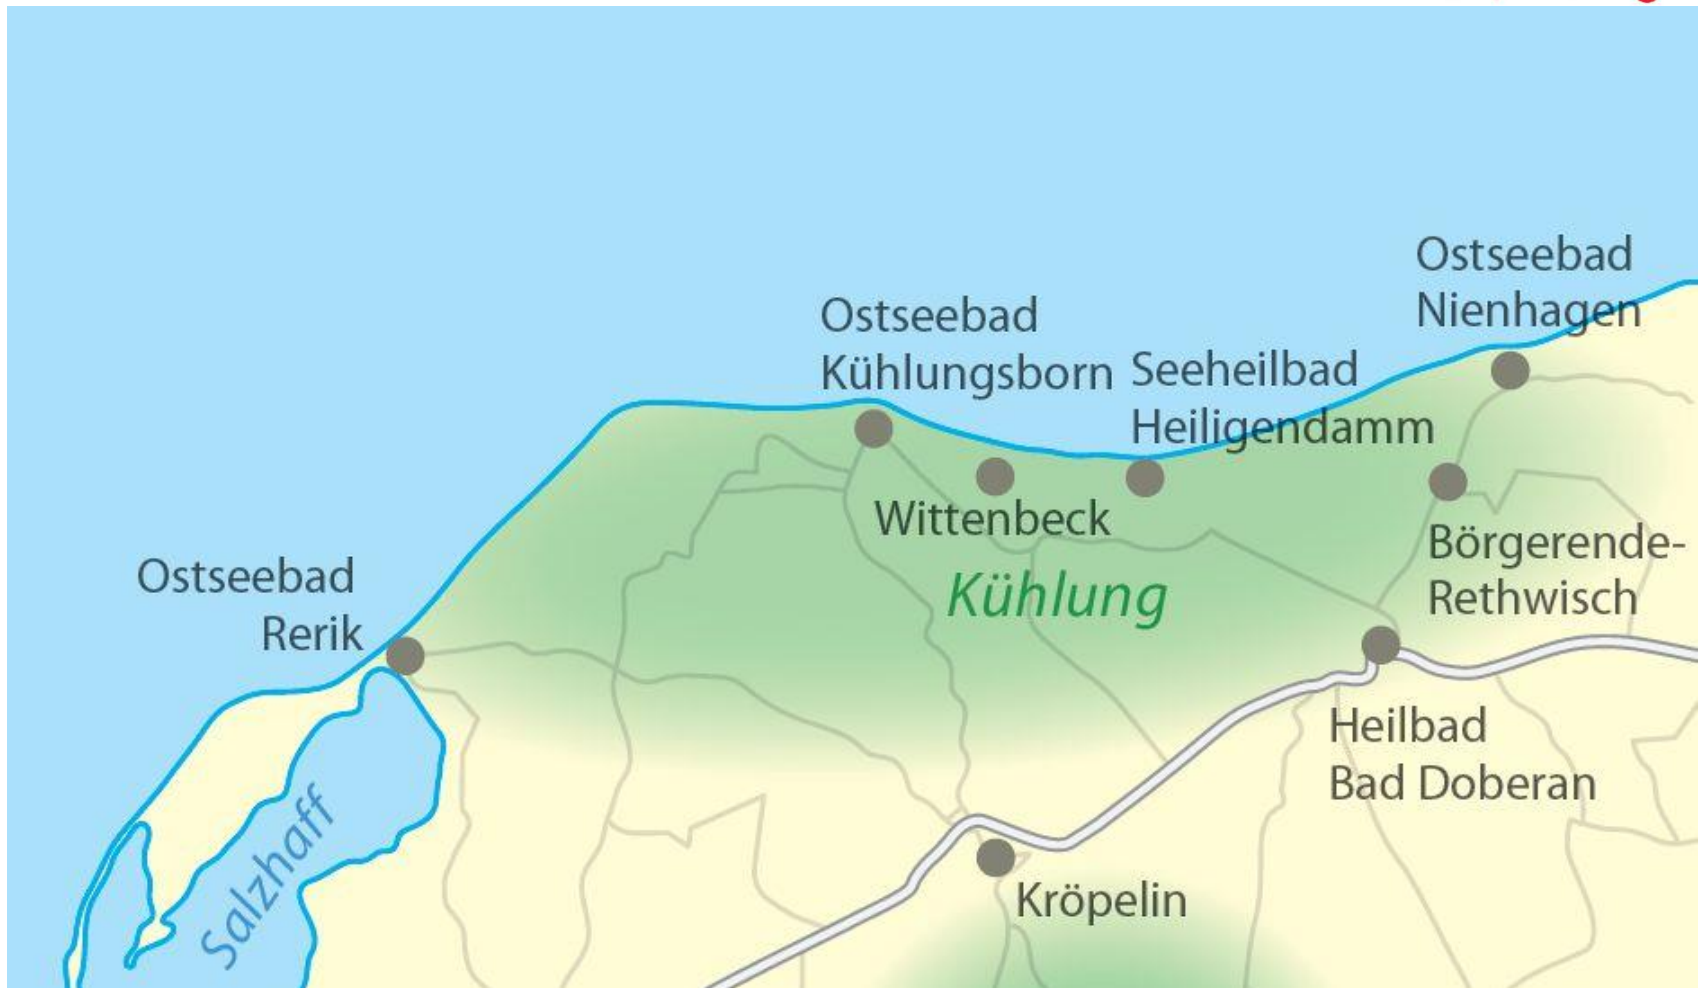 Ostseebad
Nienhagen
Ostseebad
Kühlungsborn
Seeheilbad
Heiligendamm
Wittenbeck
Börgerende-
Rethwisch
Kühlung
Ostseebad
Rerik
Heilbad
Bad Doberan
Salzhaff
Kröpelin